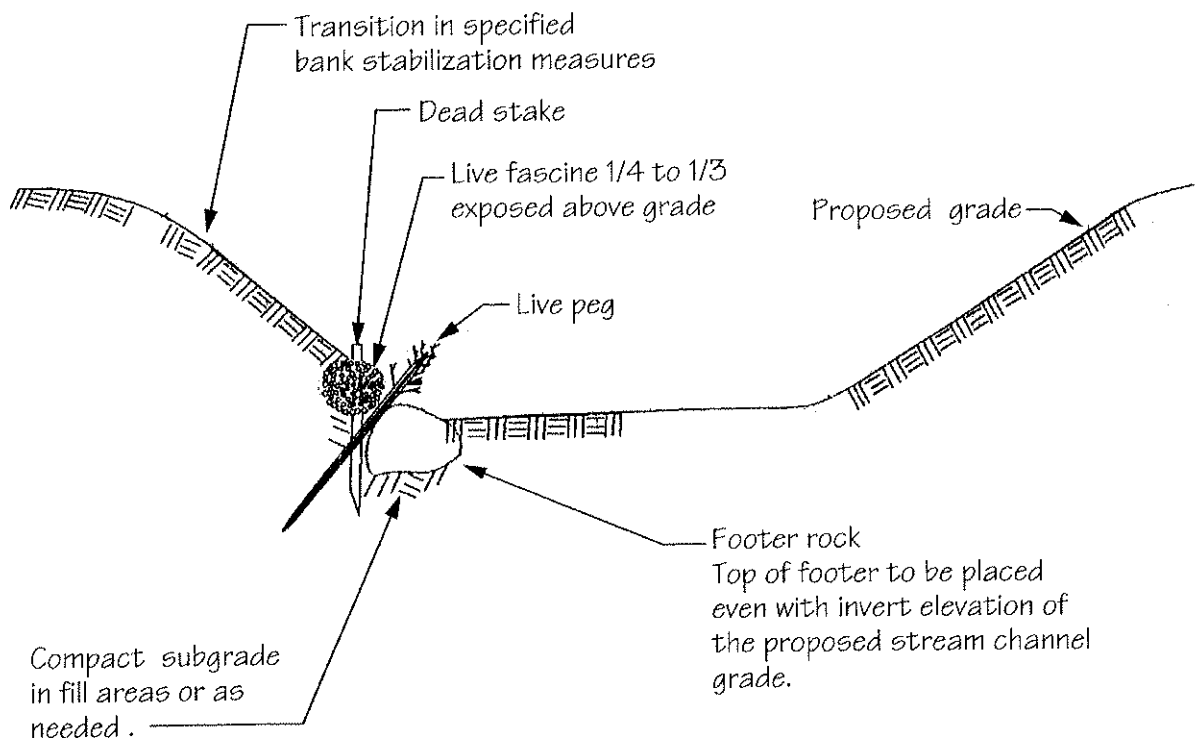 Transition in specified
bank stabilization measures
Dead stake
Live fascine 1/4 to 1/3
exposed above grade
Proposed grade
Live peg
Footer rock
Top of footer to be placed
even with invert elevation of
the proposed stream channel
grade.
Compact subgrade
in fill areas or as
needed .